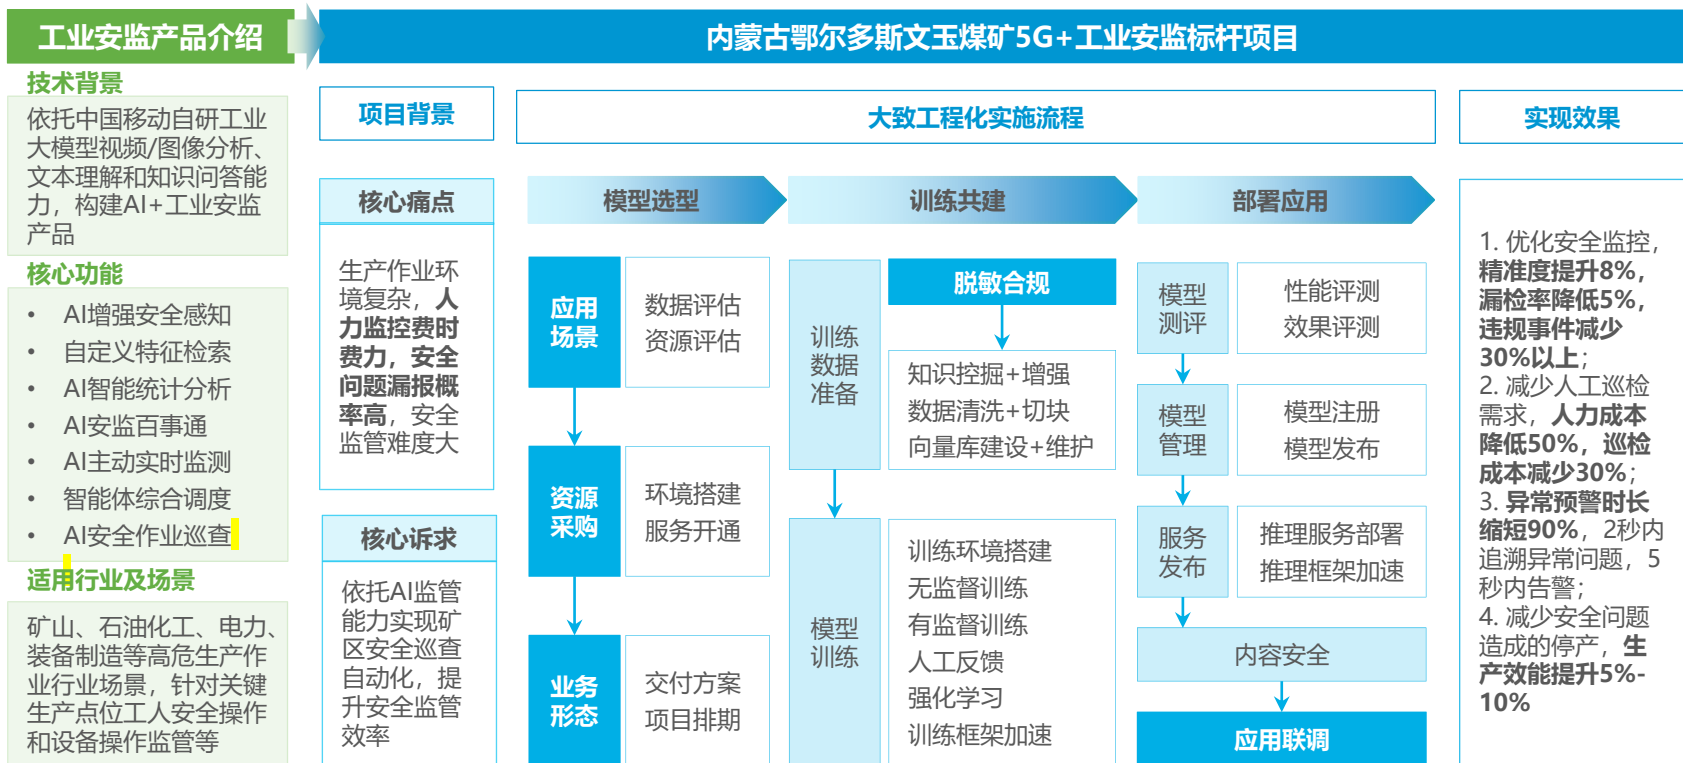 工业安监产品介绍
内蒙古鄂尔多斯文玉煤矿5G+工业安监标杆项目
技术背景
依托中国移动自研工业
大模型视频/图像分析、
文本理解和知识问答能
力，构建AI+工业安监
产品
核心功能
• AI增强安全感知
• 自定义特征检索
• AI智能统计分析
• AI安监百事通
• AI主动实时监测
• 智能体综合调度
• AI安全作业巡查
适用行业及场景
矿山、石油化工、电力、
装备制造等高危生产作
业行业场景，针对关键
生产点位工人安全操作
和设备操作监管等
项目背景
核心痛点
生产作业环
境复杂，人
力监控费时
费力，安全
问题漏报概
率高，安全
监管难度大
核心诉求
依托AI监管
能力实现矿
区安全巡查
自动化，提
升安全监管
效率
大致工程化实施流程
模型选型
应用
场景
数据评估
资源评估
资源
采购
环境搭建
服务开通
业务
形态
交付方案
项目排期
训练共建
训练
数据
准备
脱敏合规
知识挖掘+增强
数据清洗+切块
向量库建设+维护
模型
训练
训练环境搭建
无监督训练
有监督训练
人工反馈
强化学习
训练框架加速
部署应用
模型
测评
性能评测
效果评测
模型
管理
模型注册
模型发布
服务
发布
推理服务部署
推理框架加速
内容安全
应用联调
实现效果
1. 优化安全监控，
精准度提升8%，
漏检率降低5%，
违规事件减少
30%以上；
2. 减少人工巡检
需求，人力成本
降低50%，巡检
成本减少30%；
3. 异常预警时长
缩短90%，2秒内
追溯异常问题，5
秒内告警；
4. 减少安全问题
造成的停产，生
产效能提升5%-
10%